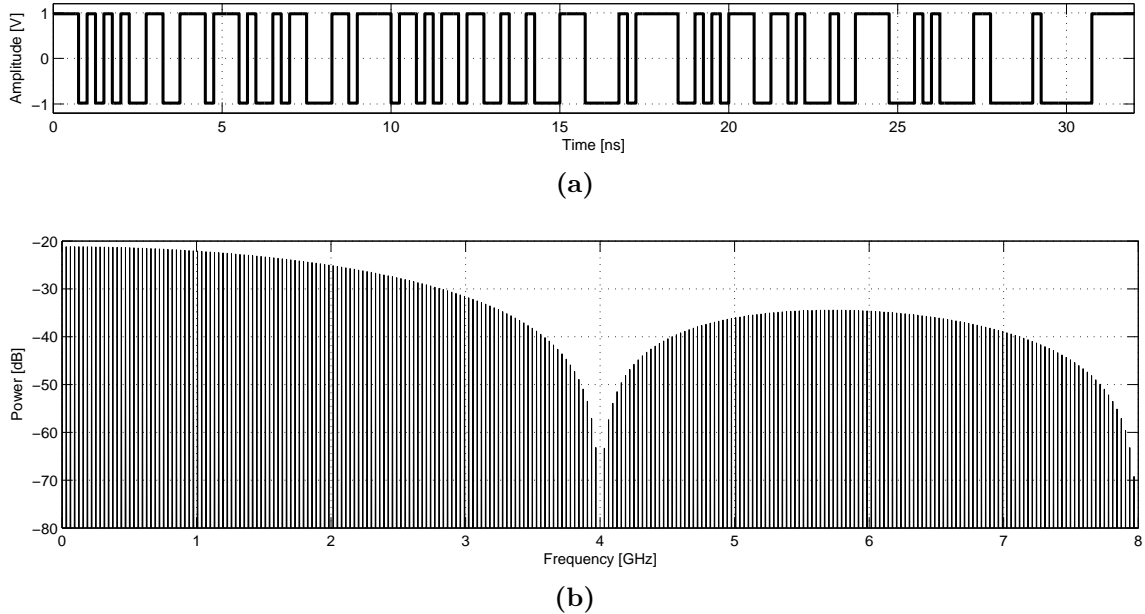 Amplitude [V]
1
0
−1
0 5 10 15 20 25 30
Time [ns]
(a)
Power [dB]
−20
−30
−40
−50
−60
−70
−80
0 1 2 3 4 5 6 7 8
Frequency [GHz]
(b)